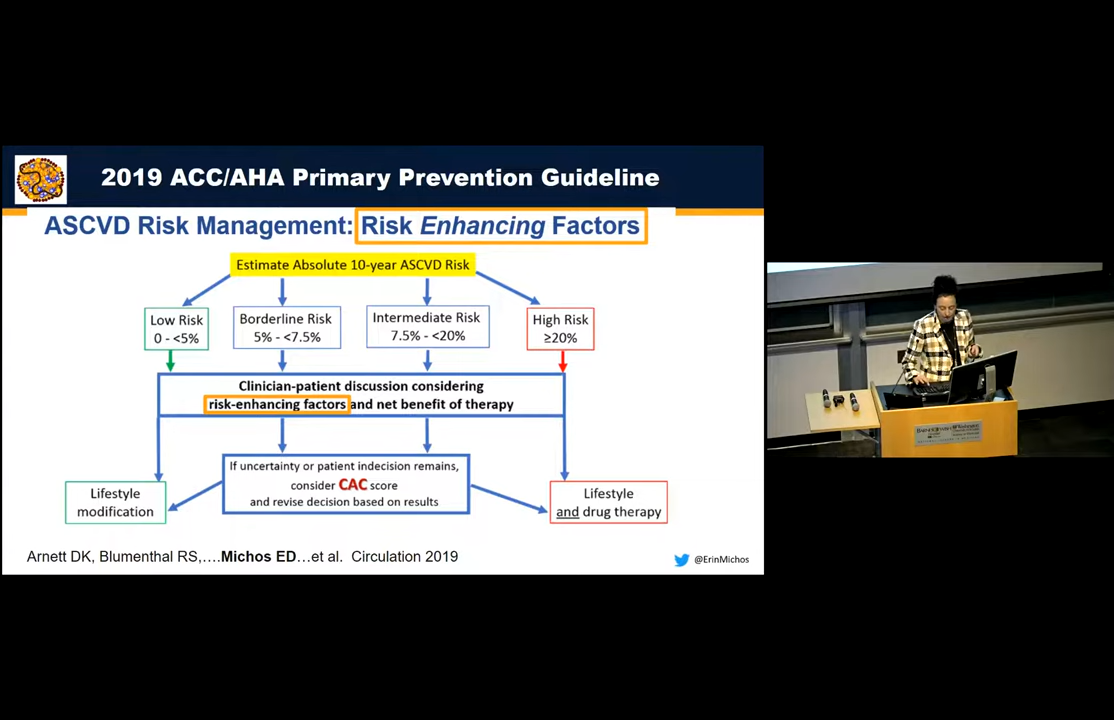 2019 ACC/AHA Primary Prevention Guideline
ASCVD Risk Management: Risk Enhancing Factors
Estimate Absolute 10-year ASCVD Risk
Low Risk
0 - <5%
Borderline Risk
5% - <7.5%
Intermediate Risk
7.5% - <20%
High Risk
≥20%
Clinician-patient discussion considering
risk-enhancing factors and net benefit of therapy
If uncertainty or patient indecision remains,
consider CAC score
and revise decision based on results
Lifestyle
modification
Lifestyle
and drug therapy
Arnett DK, Blumenthal RS,….Michos ED…et al. Circulation 2019
@ErinMichos